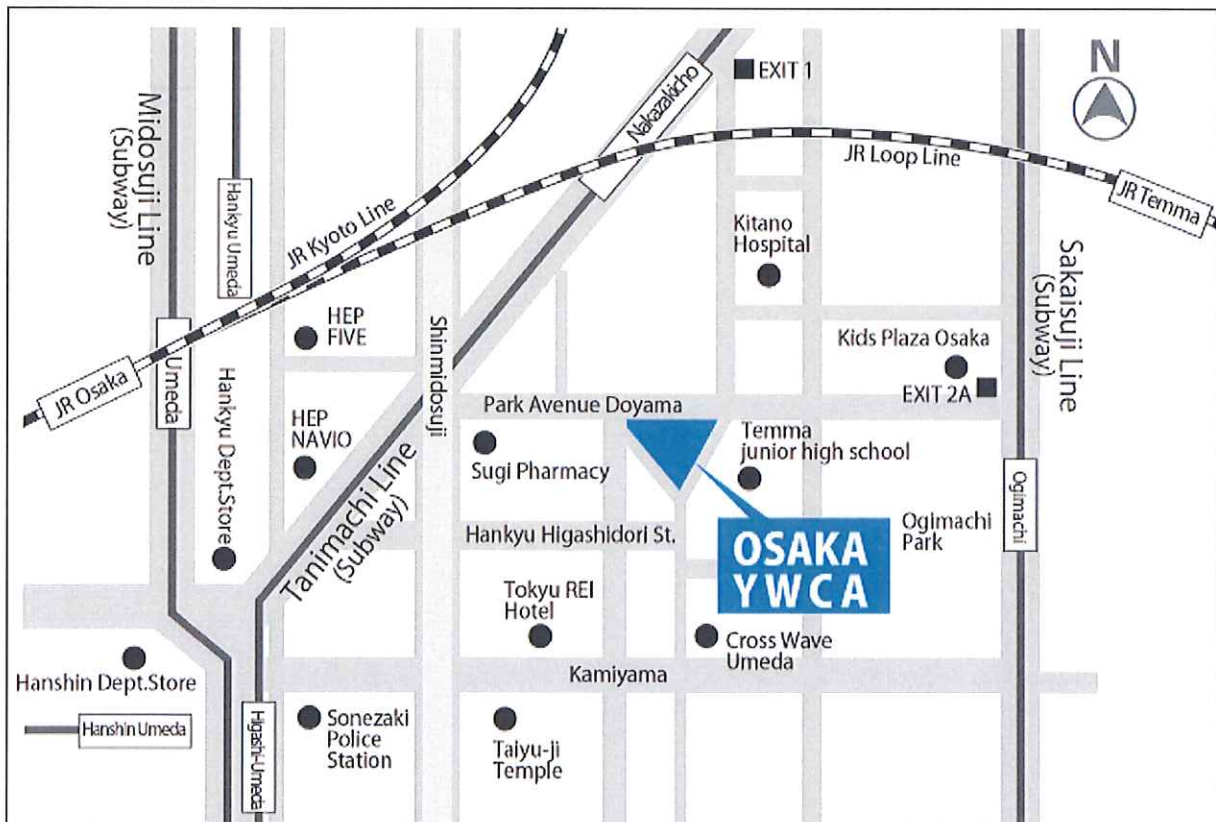 N
EXIT 1
Nakazakicho
Midosuji Line
(Subway)
Hankyu Umeda
JR Kyoto Line
JR Loop Line
JR Temma
Kitano
Hospital
Sakaisuji Line
(Subway)
HEP
FIVE
Shinmidosuji
Kids Plaza Osaka
EXIT 2A
JR Osaka
Umeda
Hankyu Dept.Store
HEP
NAVIO
Park Avenue Doyama
Sugi Pharmacy
Temma
junior high school
Tanimachi Line
(Subway)
Hankyu Higashidori St.
OSAKA
YWCA
Ogimachi
Park
Ogimachi
Tokyu REI
Hotel
Cross Wave
Umeda
Kamiyama
Hanshin Dept.Store
Hanshin Umeda
Higashi-Umeda
Sonezaki
Police
Station
Taiyu-ji
Temple